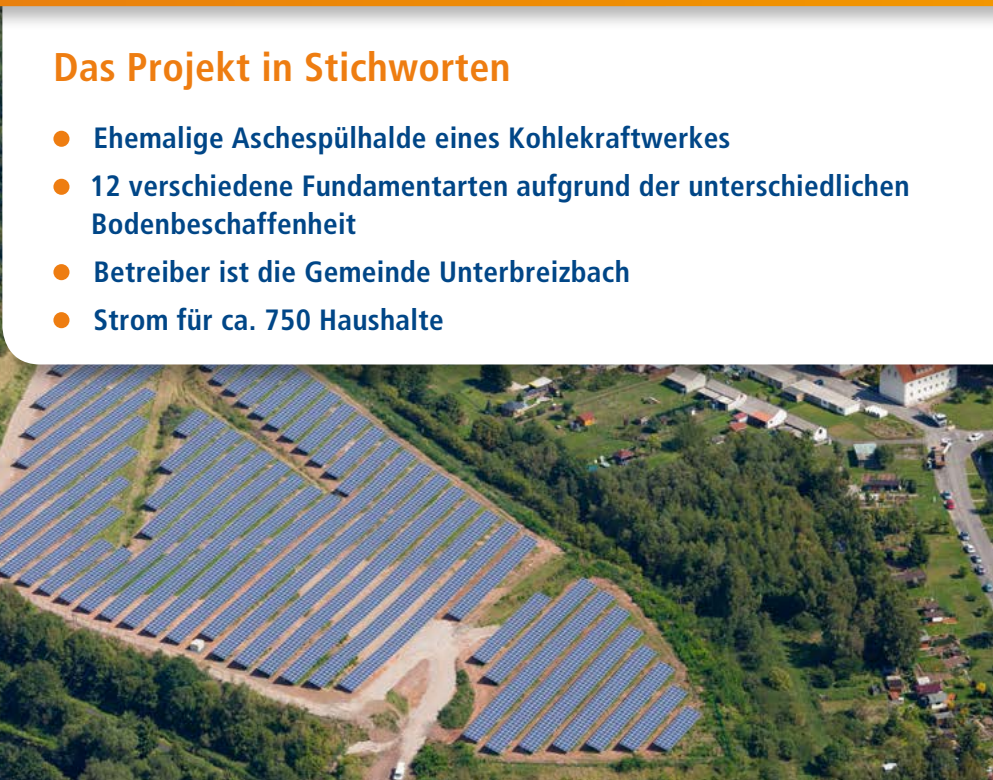 Das Projekt in Stichworten
Ehemalige Aschespülhalde eines Kohlekraftwerkes
12 verschiedene Fundamentarten aufgrund der unterschiedlichen
Bodenbeschaffenheit
Betreiber ist die Gemeinde Unterbreizbach
Strom für ca. 750 Haushalte